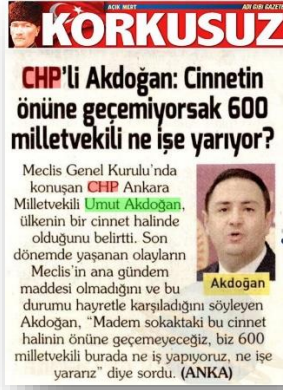 AÇIK MERT
ADI GİBİ GAZETE
KORKUSUZ
CHP'li Akdoğan: Cinnetin
önüne geçemiyorsak 600
milletvekili ne işe yarıyor?
Meclis Genel Kurulu'nda
konuşan CHP Ankara
Milletvekili Umut Akdoğan,
ülkenin bir cinnet halinde
olduğunu belirtti. Son
dönemde yaşanan olayların
Meclis'in ana gündem
maddesi olmadığını ve bu
durumu hayretle karşıladığını söyleyen
Akdoğan, “Madem sokaktaki bu cinnet
halinin önüne geçemeyeceğiz, biz 600
milletvekili burada ne iş yapıyoruz, ne işe
yararız” diye sordu. (ANKA)
Akdoğan